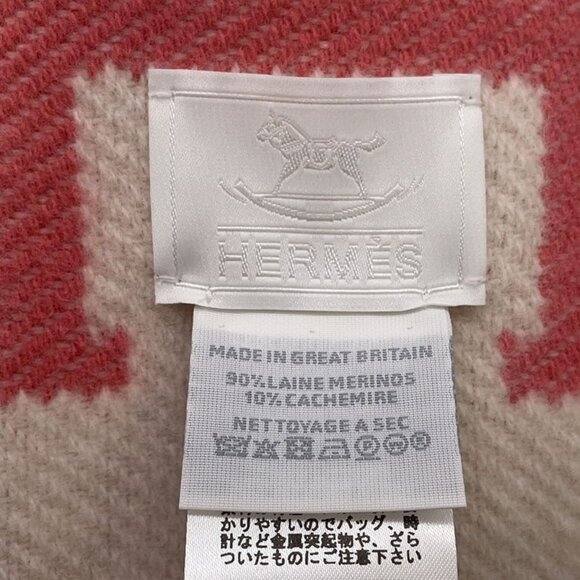 HERMÈS
MADE IN GREAT BRITAIN
90% LAINE MERINOS
10% CACHEMIRE
NETTOYAGE A SEC
かりやすいのでバッグ、時
計など金属突起物や、ざら
ついたものにご注意下さい